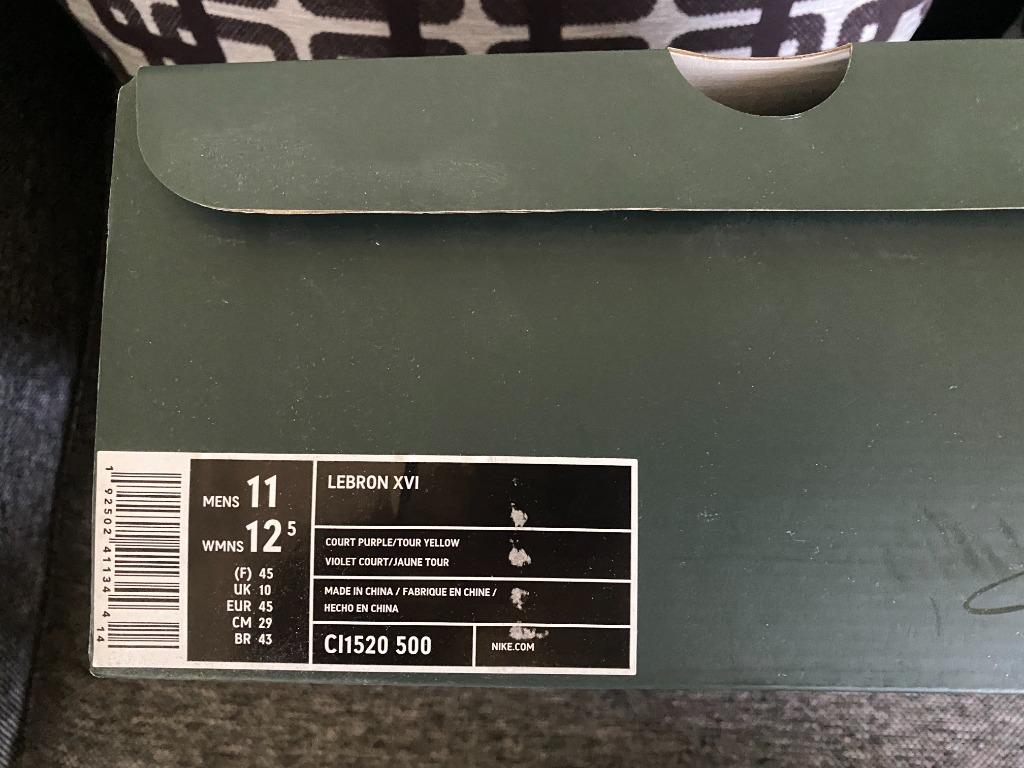 1 92502 41134 4 14
MENS 11
WMNS 12 5
(F) 45
UK 10
EUR 45
CM 29
BR 43
LEBRON XVI
COURT PURPLE/TOUR YELLOW
VIOLET COURT/JAUNE TOUR
MADE IN CHINA / FABRIQUE EN CHINE /
HECHO EN CHINA
CI1520 500
NIKE.COM